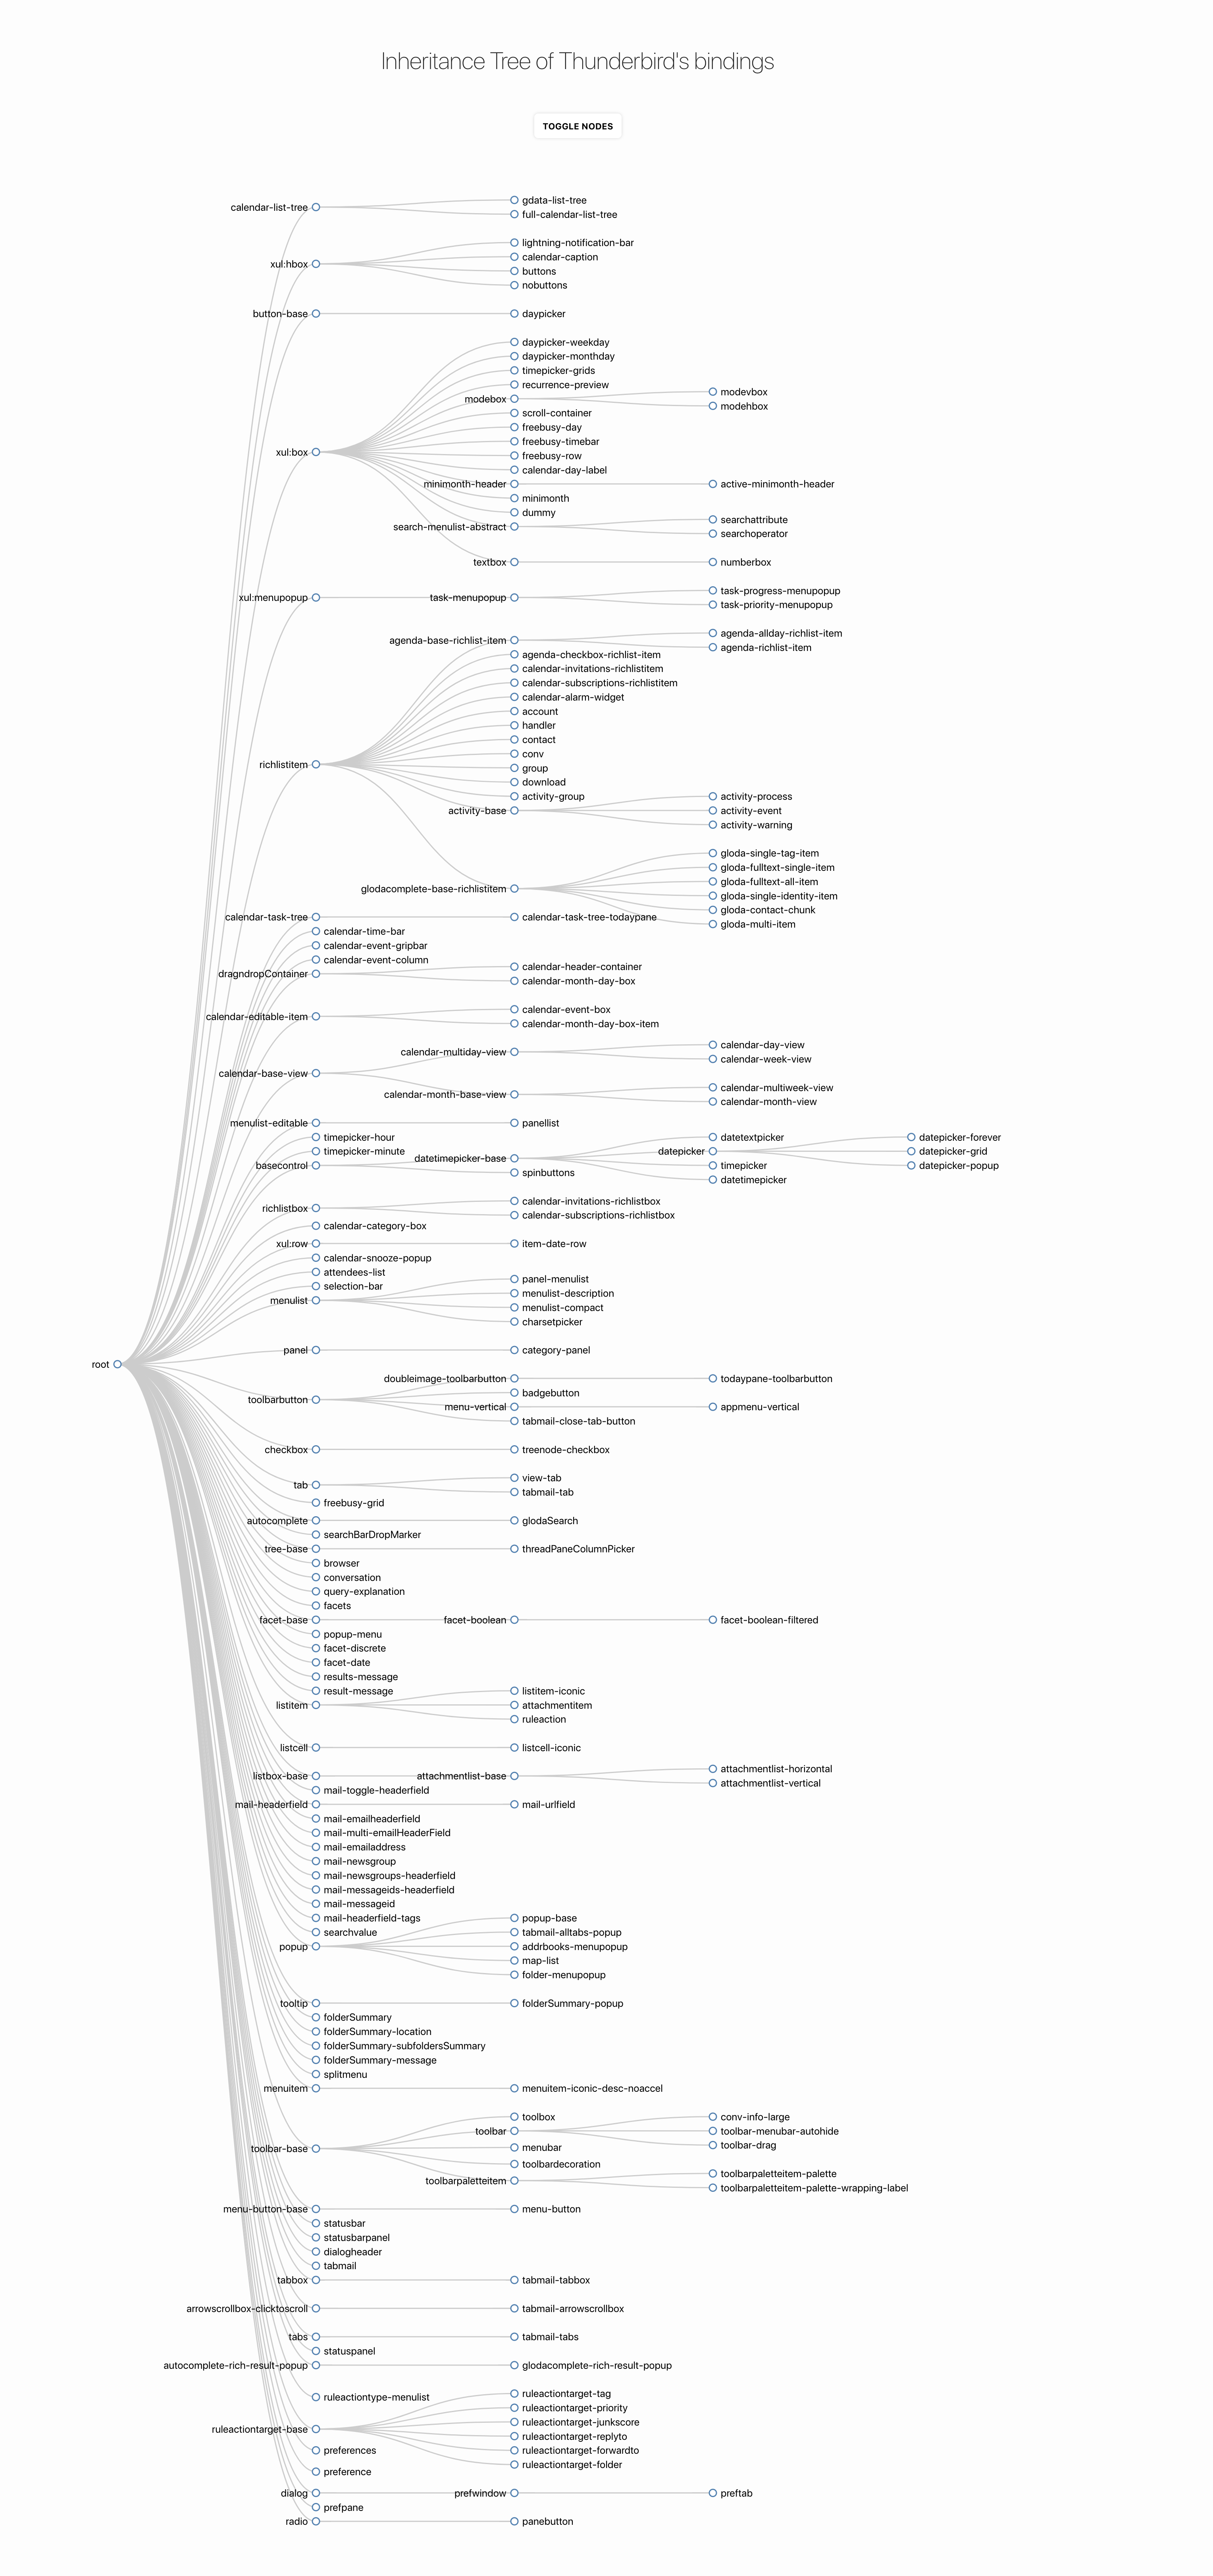 Inheritance Tree of Thunderbird's bindings
TOGGLE NODES
gdata-list-tree
calendar-list-tree
full-calendar-list-tree
lightning-notification-bar
calendar-caption
xul:hbox
buttons
nobuttons
button-base
daypicker
daypicker-weekday
daypicker-monthday
timepicker-grids
recurrence-preview
modevbox
modebox
modehbox
scroll-container
freebusy-day
freebusy-timebar
xul:box
freebusy-row
calendar-day-label
minimonth-header
active-minimonth-header
minimonth
dummy
searchattribute
search-menulist-abstract
searchoperator
textbox
numberbox
task-progress-menupopup
xul:menupopup
task-menupopup
task-priority-menupopup
agenda-allday-richlist-item
agenda-base-richlist-item
agenda-richlist-item
agenda-checkbox-richlist-item
calendar-invitations-richlistitem
calendar-subscriptions-richlistitem
calendar-alarm-widget
account
handler
contact
conv
richlistitem
group
download
activity-group
activity-process
activity-base
activity-event
activity-warning
gloda-single-tag-item
gloda-fulltext-single-item
gloda-fulltext-all-item
glodacomplete-base-richlistitem
gloda-single-identity-item
gloda-contact-chunk
calendar-task-tree
calendar-task-tree-todaypane
gloda-multi-item
calendar-time-bar
calendar-event-gripbar
calendar-event-column
calendar-header-container
dragndropContainer
calendar-month-day-box
calendar-event-box
calendar-editable-item
calendar-month-day-box-item
calendar-day-view
calendar-multiday-view
calendar-week-view
calendar-base-view
calendar-multiweek-view
calendar-month-base-view
calendar-month-view
menulist-editable
panellist
timepicker-hour
datetextpicker
datepicker-forever
timepicker-minute
datepicker
datepicker-grid
datetimepicker-base
basecontrol
timepicker
datepicker-popup
spinbuttons
datetimepicker
calendar-invitations-richlistbox
richlistbox
calendar-subscriptions-richlistbox
calendar-category-box
xul:row
item-date-row
calendar-snooze-popup
attendees-list
panel-menulist
selection-bar
menulist-description
menulist
menulist-compact
charsetpicker
panel
category-panel
root
doubleimage-toolbarbutton
todaypane-toolbarbutton
badgebutton
toolbarbutton
menu-vertical
appmenu-vertical
tabmail-close-tab-button
checkbox
treenode-checkbox
view-tab
tab
tabmail-tab
freebusy-grid
autocomplete
glodaSearch
searchBarDropMarker
tree-base
threadPaneColumnPicker
browser
conversation
query-explanation
facets
facet-base
facet-boolean
facet-boolean-filtered
popup-menu
facet-discrete
facet-date
results-message
result-message
listitem-iconic
listitem
attachmentitem
ruleaction
listcell
listcell-iconic
attachmentlist-horizontal
listbox-base
attachmentlist-base
attachmentlist-vertical
mail-toggle-headerfield
mail-headerfield
mail-urlfield
mail-emailheaderfield
mail-multi-emailHeaderField
mail-emailaddress
mail-newsgroup
mail-newsgroups-headerfield
mail-messageids-headerfield
mail-messageid
mail-headerfield-tags
popup-base
searchvalue
tabmail-alltabs-popup
popup
addrbooks-menupopup
map-list
folder-menupopup
tooltip
folderSummary-popup
folderSummary
folderSummary-location
folderSummary-subfoldersSummary
folderSummary-message
splitmenu
menuitem
menuitem-iconic-desc-noaccel
toolbox
conv-info-large
toolbar
toolbar-menubar-autohide
toolbar-base
menubar
toolbar-drag
toolbardecoration
toolbarpaletteitem-palette
toolbarpaletteitem
toolbarpaletteitem-palette-wrapping-label
menu-button-base
menu-button
statusbar
statusbarpanel
dialogheader
tabmail
tabbox
tabmail-tabbox
arrowscrollbox-clicktoscroll
tabmail-arrowscrollbox
tabs
tabmail-tabs
statuspanel
autocomplete-rich-result-popup
glodacomplete-rich-result-popup
ruleactiontype-menulist
ruleactiontarget-tag
ruleactiontarget-priority
ruleactiontarget-junkscore
ruleactiontarget-base
ruleactiontarget-replyto
preferences
ruleactiontarget-forwardto
ruleactiontarget-folder
preference
dialog
prefwindow
preftab
prefpane
radio
panebutton